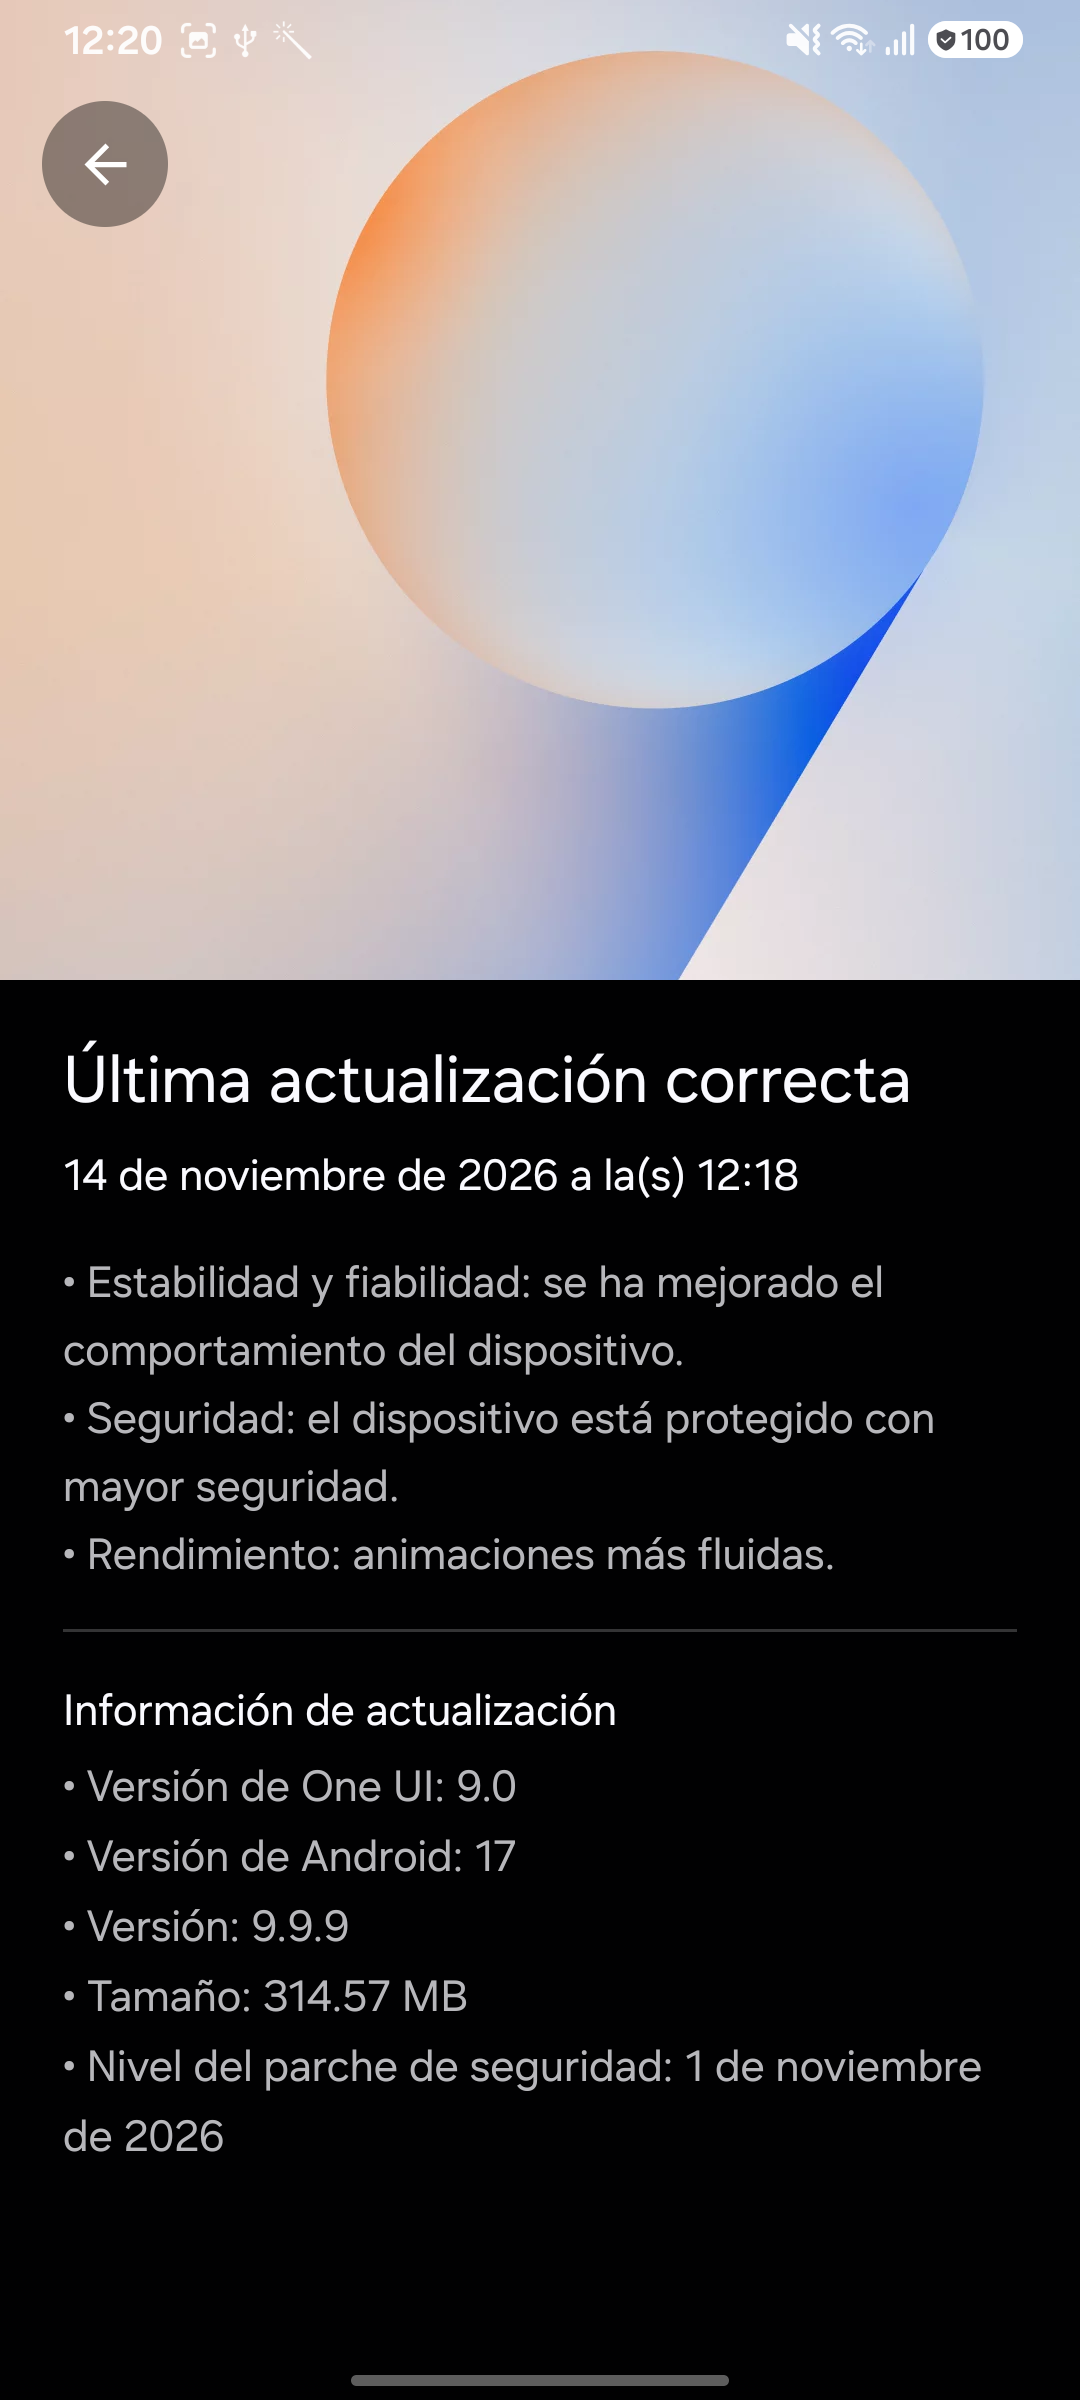 12:20
100
Última actualización correcta
14 de noviembre de 2026 a la(s) 12:18
• Estabilidad y fiabilidad: se ha mejorado el
comportamiento del dispositivo.
• Seguridad: el dispositivo está protegido con
mayor seguridad.
• Rendimiento: animaciones más fluidas.
Información de actualización
• Versión de One UI: 9.0
• Versión de Android: 17
• Versión: 9.9.9
• Tamaño: 314.57 MB
• Nivel del parche de seguridad: 1 de noviembre
de 2026